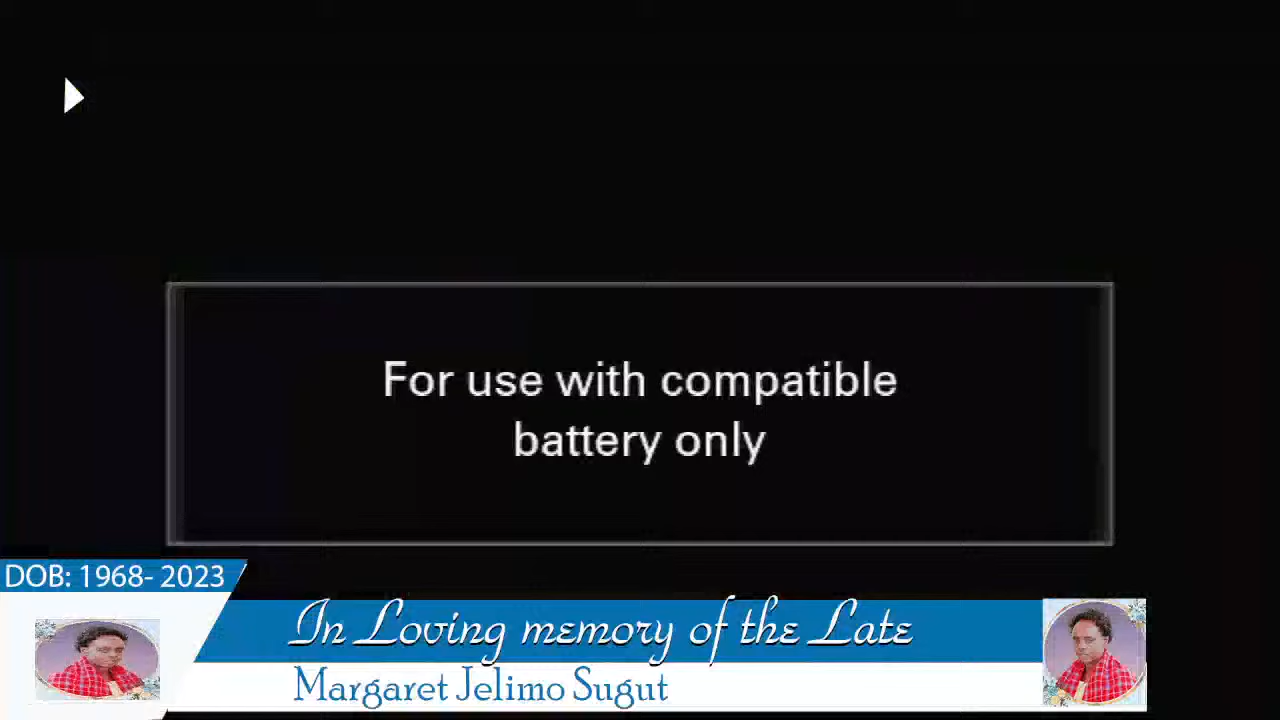 For use with compatible
battery only
DOB: 1968- 2023
In Loving memory of the Late
Margaret Jelimo Sugut